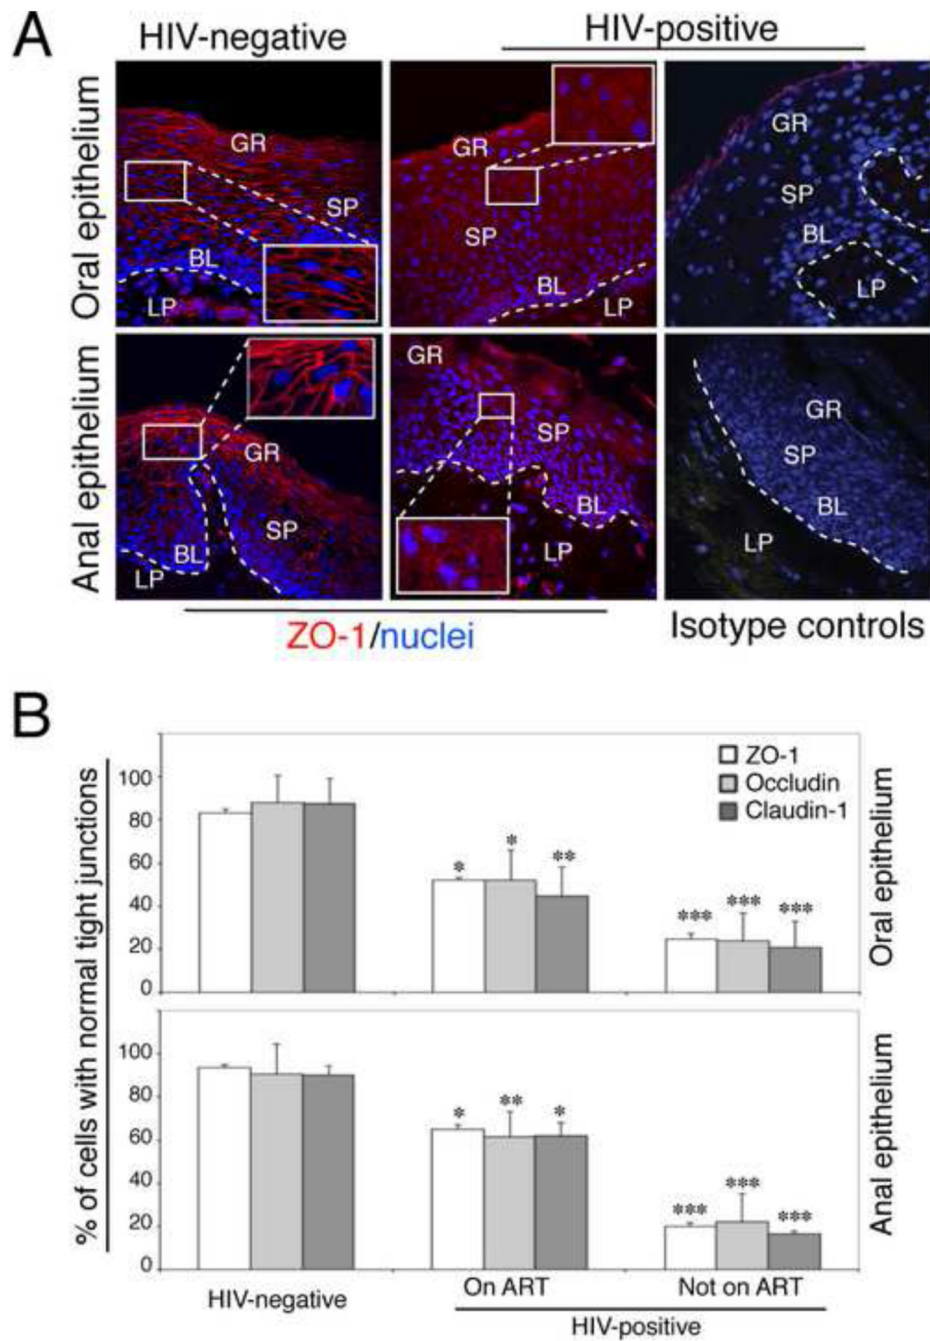 A
HIV-negative
HIV-positive
Oral epithelium
GR
SP
BL
LP
GR
SP
BL
LP
GR
SP
BL
LP
Anal epithelium
GR
SP
BL
LP
GR
SP
BL
LP
GR
SP
BL
LP
ZO-1/nuclei
Isotype controls
B
% of cells with normal tight junctions
100
80
60
40
20
0
* * **
*** *** ***
ZO-1
Occludin
Claudin-1
Oral epithelium
100
80
60
40
20
0
* ** *
*** *** ***
Anal epithelium
HIV-negative
On ART
Not on ART
HIV-positive